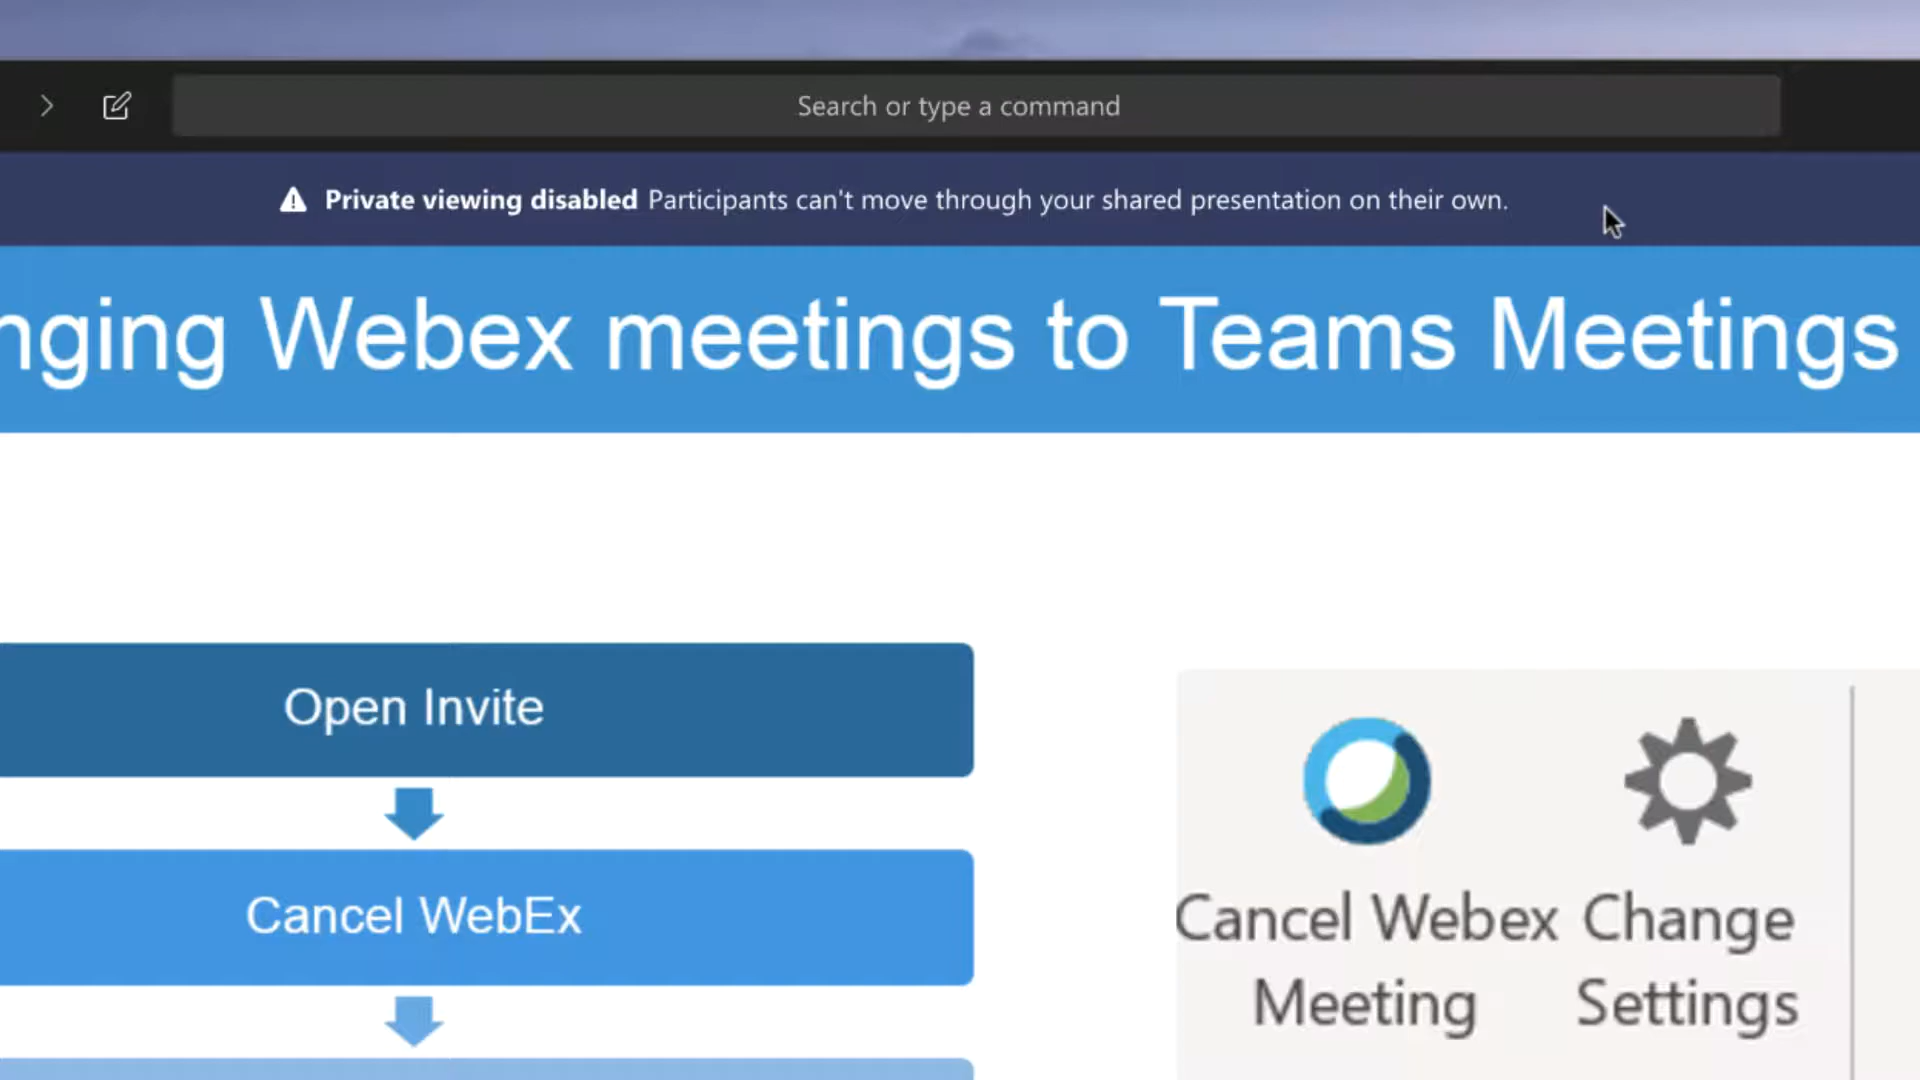 Search or type a command
Private viewing disabled Participants can't move through your shared presentation on their own.
nging Webex meetings to Teams Meetings
Open Invite
Cancel WebEx
Cancel Webex Meeting
Change Settings